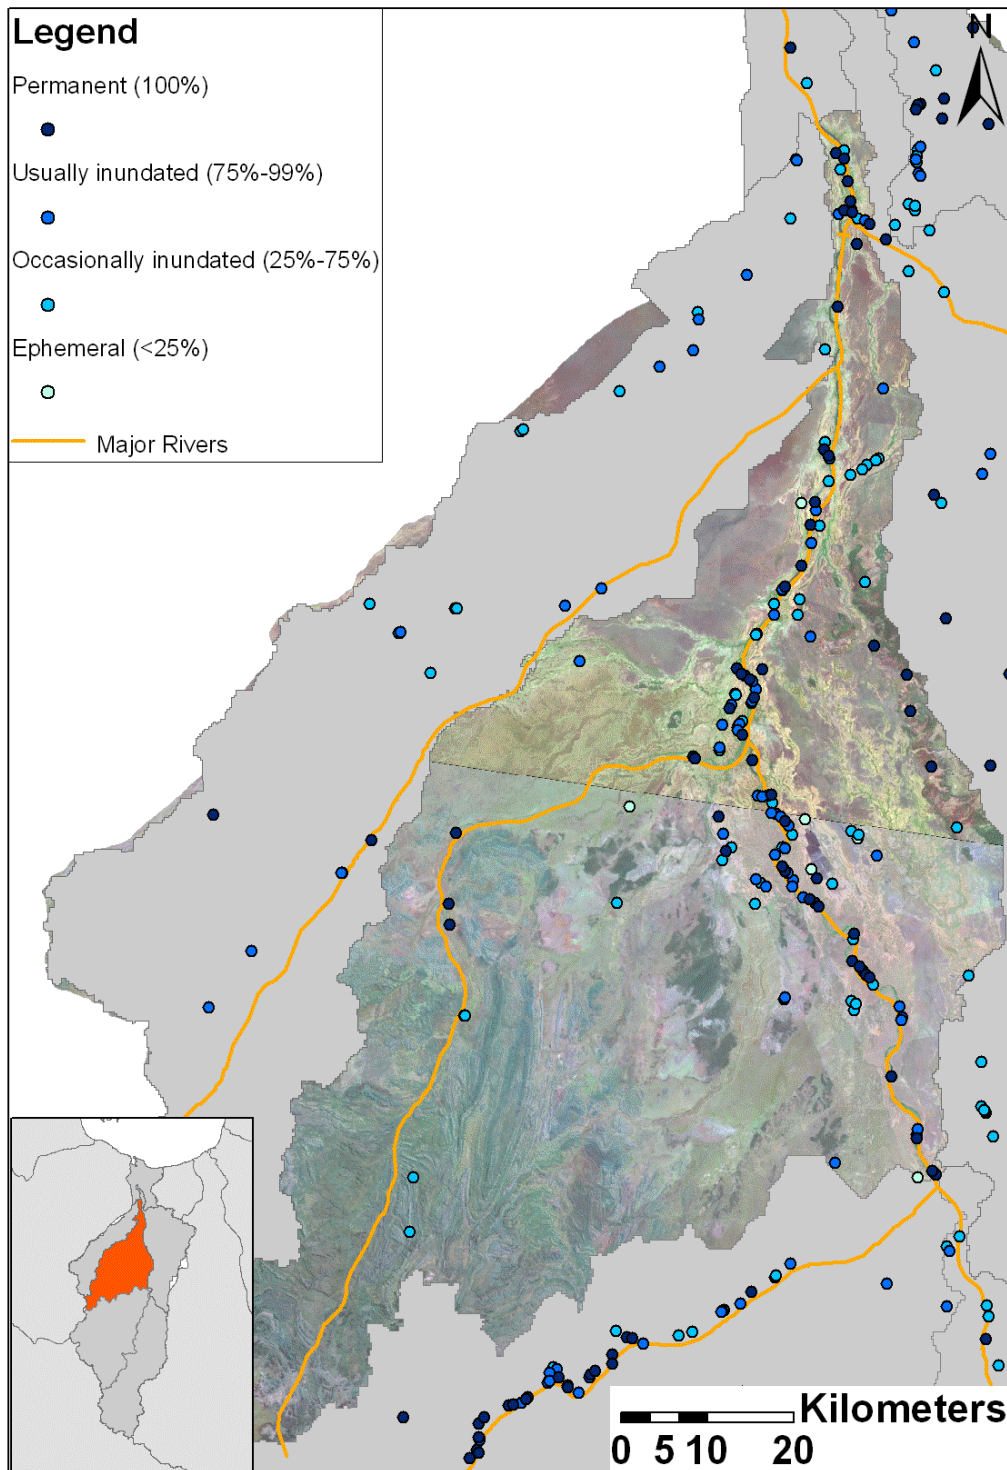 Legend
Permanent (100%)
Usually inundated (75%-99%)
Occasionally inundated (25%-75%)
Ephemeral (<25%)
Major Rivers
N
Kilometers
0 5 10 20